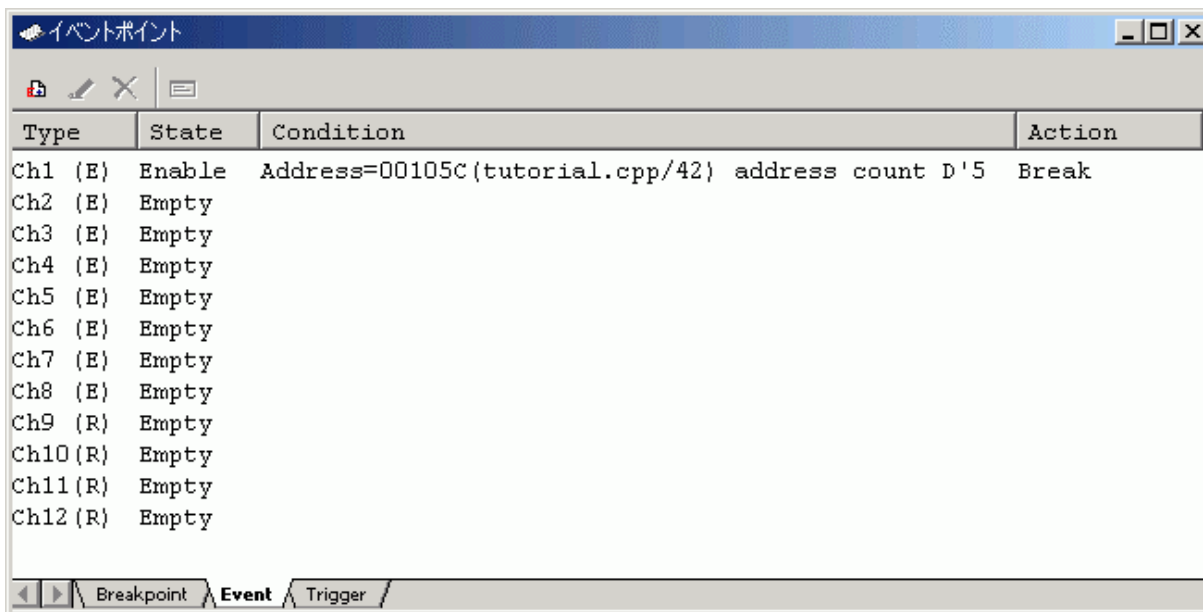 イベントポイント
Type State Condition Action
Ch1 (E) Enable Address=00105C(tutorial.cpp/42) address count D'5 Break
Ch2 (E) Empty
Ch3 (E) Empty
Ch4 (E) Empty
Ch5 (E) Empty
Ch6 (E) Empty
Ch7 (E) Empty
Ch8 (E) Empty
Ch9 (R) Empty
Ch10(R) Empty
Ch11(R) Empty
Ch12(R) Empty
Breakpoint Event Trigger